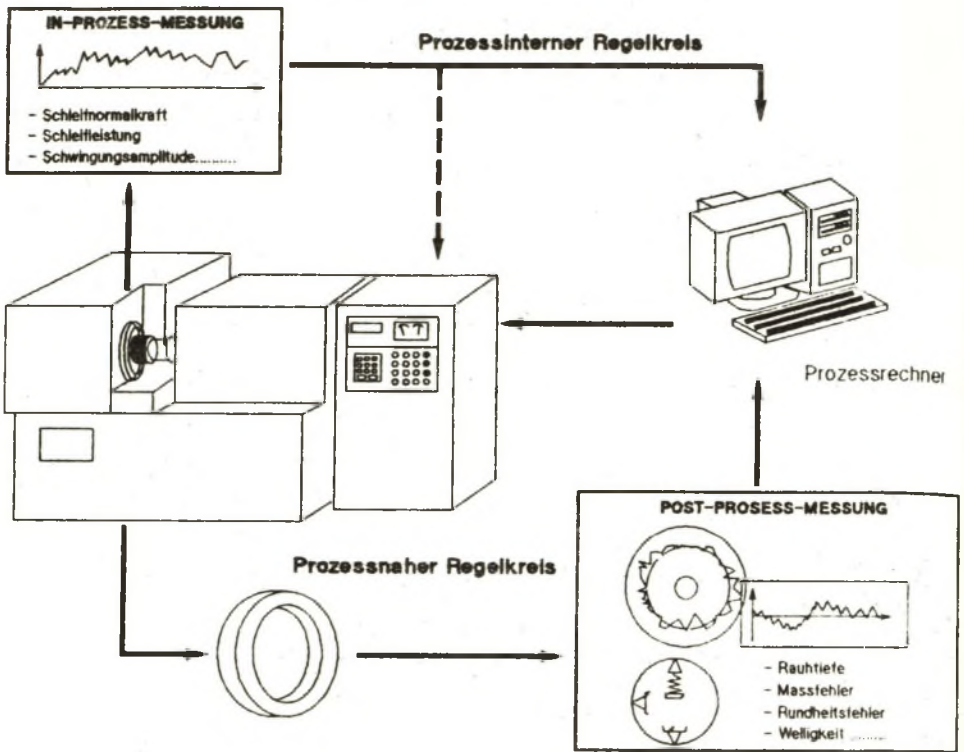 IN-PROZESS-MESSUNG
- Schleifnormalkraft
- Schleifleistung
- Schwingungsamplitude.........
Prozessinterner Regelkreis
Prozessrechner
Prozessnaher Regelkreis
POST-PROSESS-MESSUNG
- Rauhtiefe
- Massfehler
- Rundheitsfehler
- Welligkeit ........